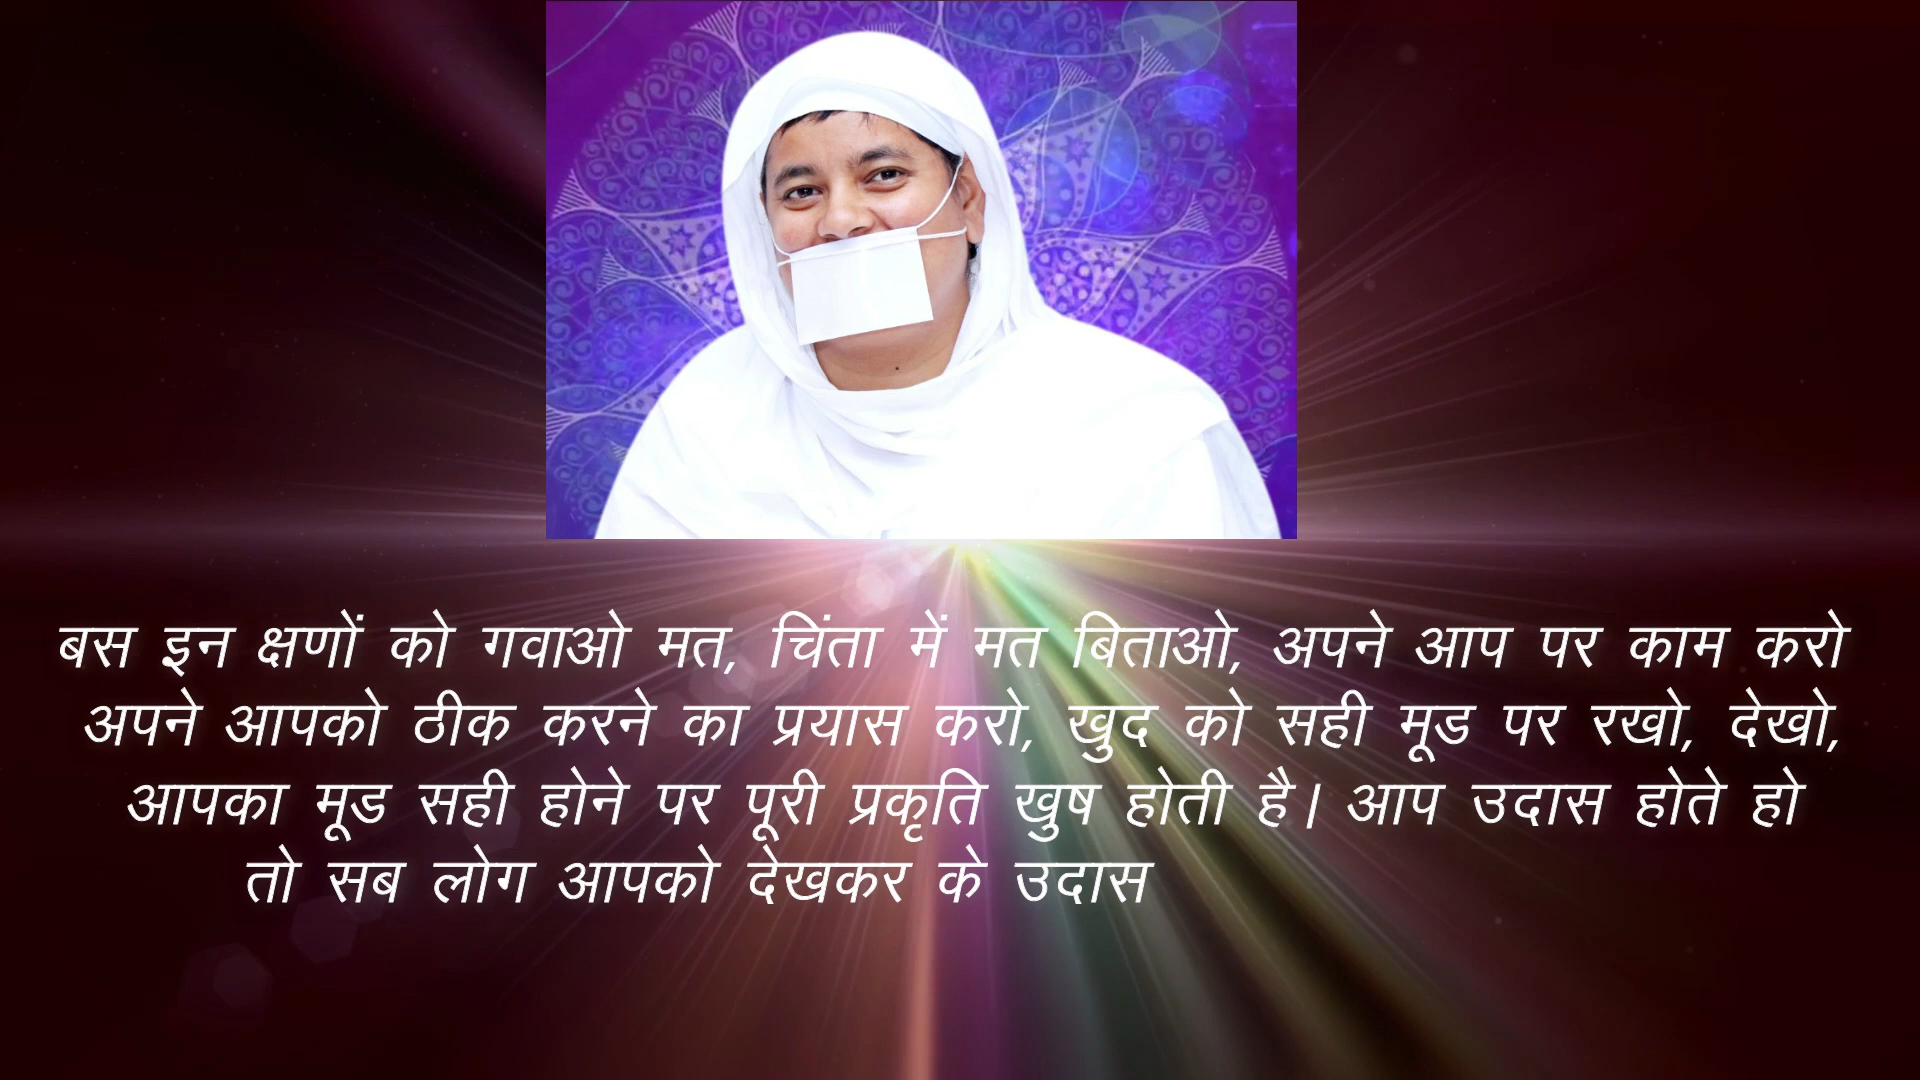 बस इन क्षणों को गवाओ मत, चिंता में मत बिताओ, अपने आप पर काम करो
अपने आपको ठीक करने का प्रयास करो, खुद को सही मूड पर रखो, देखो,
आपका मूड सही होने पर पूरी प्रकृति खुष होती है। आप उदास होते हो
तो सब लोग आपको देखकर के उदास